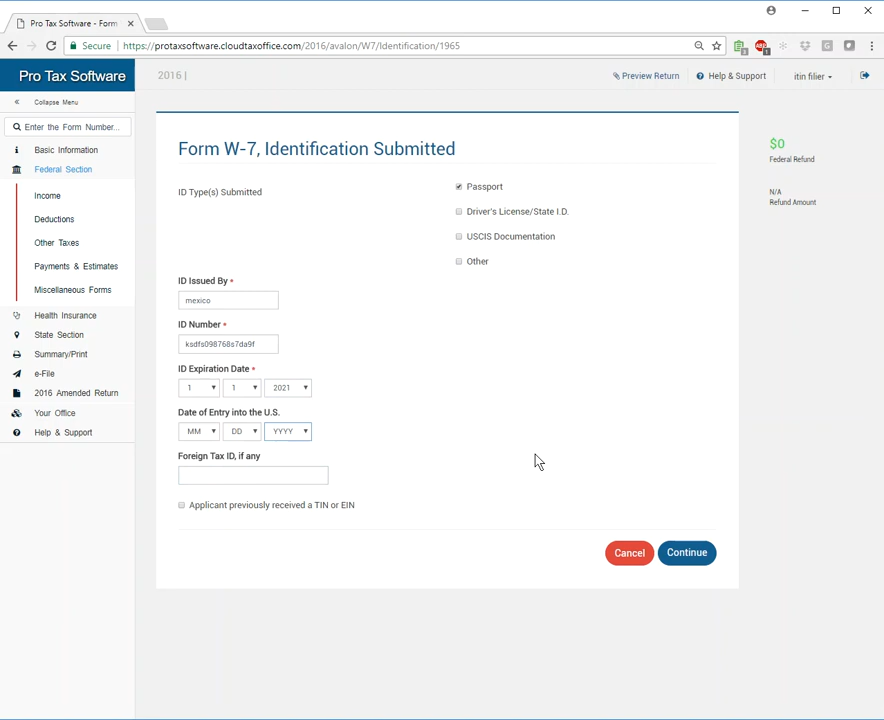 Pro Tax Software - Form
Secure https://protaxsoftware.cloudtaxoffice.com/2016/avalon/W7/Identification/1965
Pro Tax Software
2016 |
Preview Return
Help & Support
itin filier
Collapse Menu
Enter the Form Number...
Basic Information
Federal Section
Income
Deductions
Other Taxes
Payments & Estimates
Miscellaneous Forms
Health Insurance
State Section
Summary/Print
e-File
2016 Amended Return
Your Office
Help & Support
Form W-7, Identification Submitted
ID Type(s) Submitted
Passport
Driver's License/State I.D.
USCIS Documentation
Other
ID Issued By *
mexico
ID Number *
ksdfs098768s7da9f
ID Expiration Date *
1 1 2021
Date of Entry into the U.S.
MM DD YYYY
Foreign Tax ID, if any
Applicant previously received a TIN or EIN
Cancel Continue
$0
Federal Refund
N/A
Refund Amount